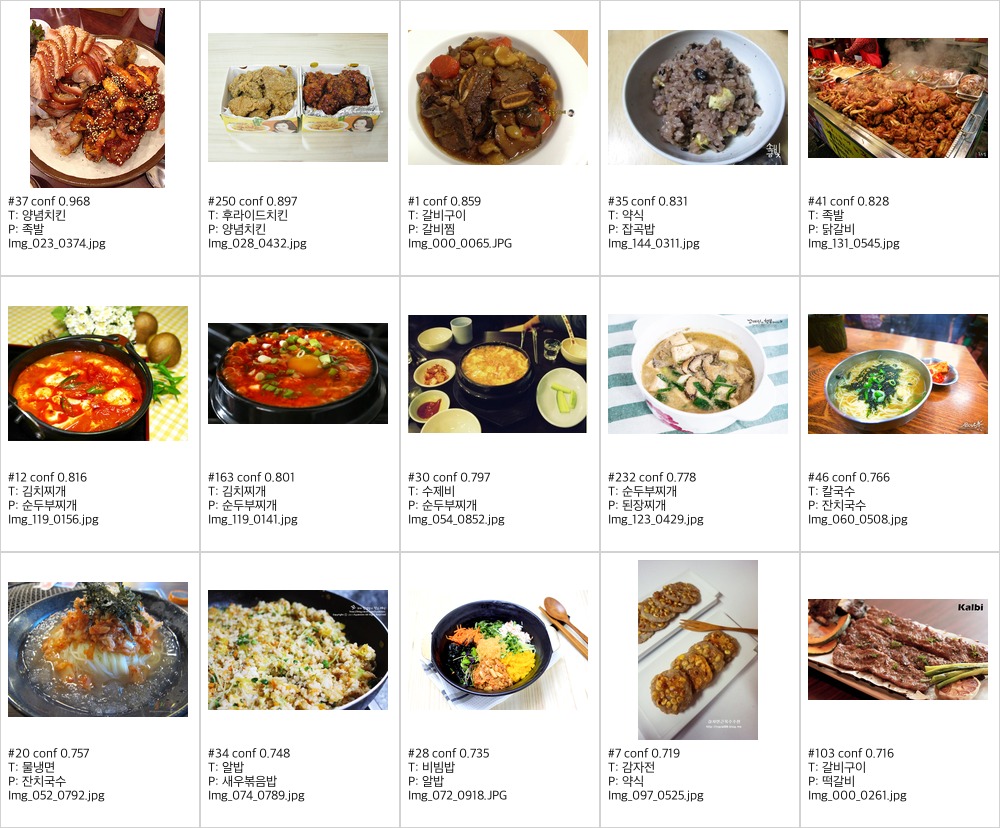 #37 conf 0.968
T: 양념치킨
P: 족발
Img_023_0374.jpg
#250 conf 0.897
T: 후라이드치킨
P: 양념치킨
Img_028_0432.jpg
#1 conf 0.859
T: 갈비구이
P: 갈비찜
Img_000_0065.JPG
#35 conf 0.831
T: 약식
P: 잡곡밥
Img_144_0311.jpg
#41 conf 0.828
T: 족발
P: 닭갈비
Img_131_0545.jpg
#12 conf 0.816
T: 김치찌개
P: 순두부찌개
Img_119_0156.jpg
#163 conf 0.801
T: 김치찌개
P: 순두부찌개
Img_119_0141.jpg
#30 conf 0.797
T: 수제비
P: 순두부찌개
Img_054_0852.jpg
#232 conf 0.778
T: 순두부찌개
P: 된장찌개
Img_123_0429.jpg
#46 conf 0.766
T: 칼국수
P: 잔치국수
Img_060_0508.jpg
#20 conf 0.757
T: 물냉면
P: 잔치국수
Img_052_0792.jpg
#34 conf 0.748
T: 알밥
P: 새우볶음밥
Img_074_0789.jpg
#28 conf 0.735
T: 비빔밥
P: 알밥
Img_072_0918.JPG
#7 conf 0.719
T: 감자전
P: 약식
Img_097_0525.jpg
Kalbi
#103 conf 0.716
T: 갈비구이
P: 떡갈비
Img_000_0261.jpg